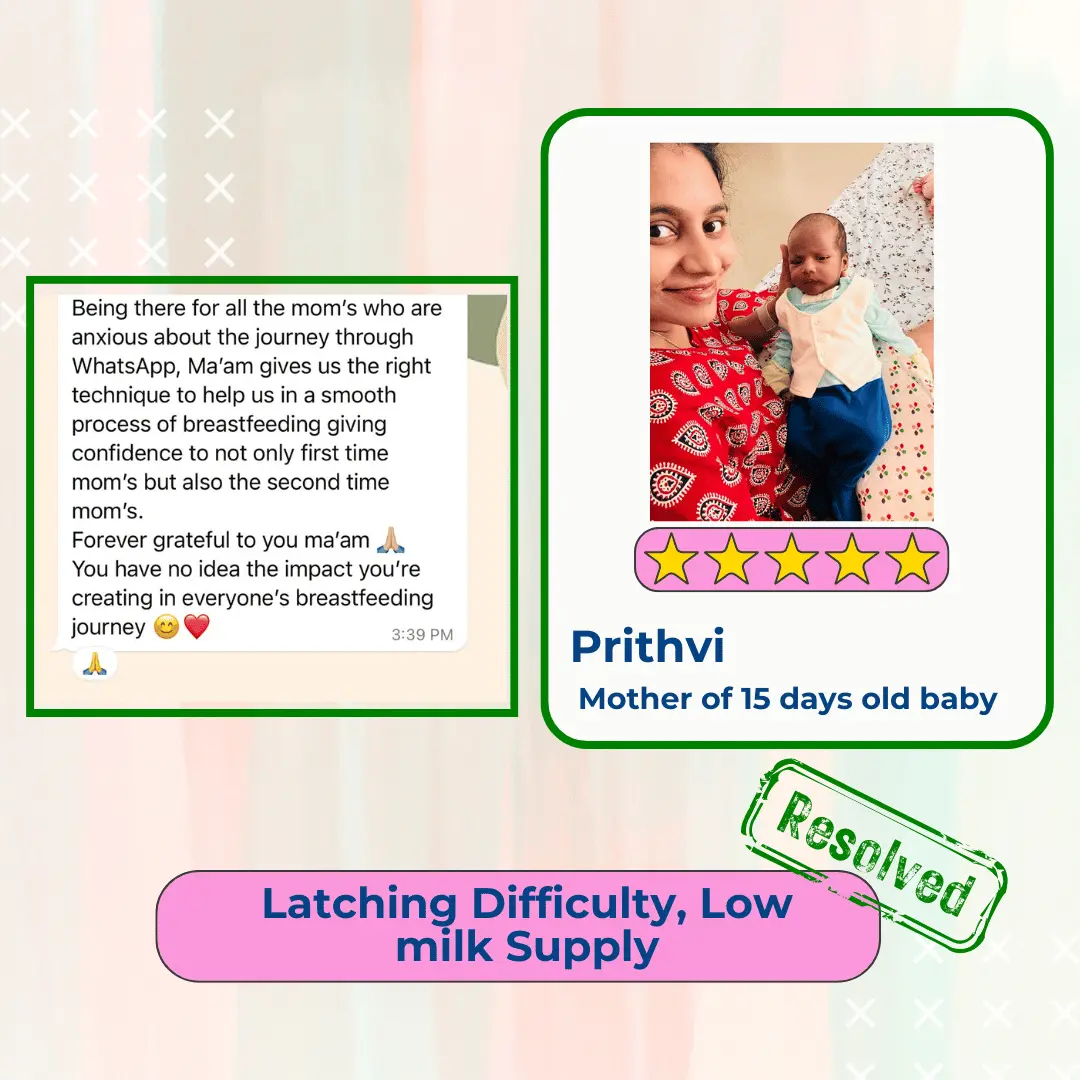 Being there for all the mom’s who are
anxious about the journey through
WhatsApp, Ma’am gives us the right
technique to help us in a smooth
process of breastfeeding giving
confidence to not only first time
mom’s but also the second time
mom’s.
Forever grateful to you ma’am 🙏🏼
You have no idea the impact you’re
creating in everyone’s breastfeeding
journey 😊❤️
3:39 PM
🙏
Prithvi
Mother of 15 days old baby
Resolved
Latching Difficulty, Low
milk Supply